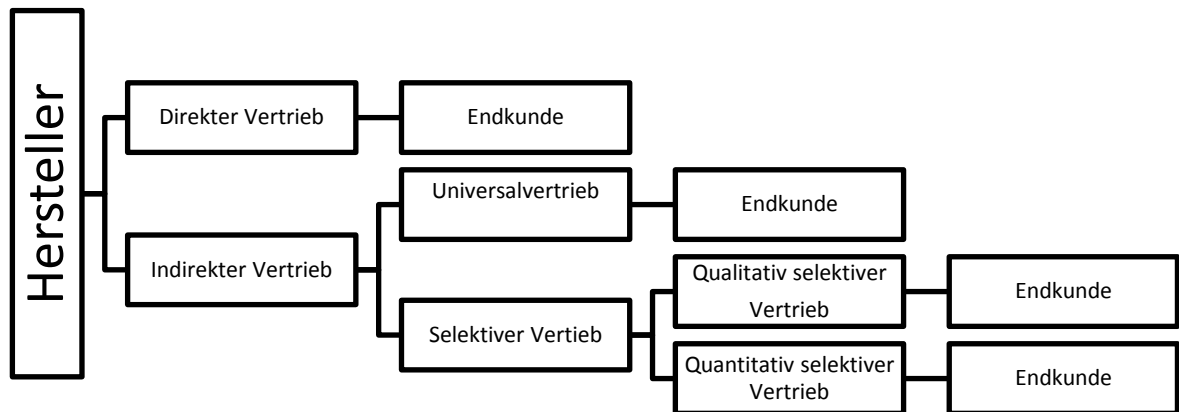 Hersteller
Direkter Vertrieb
Endkunde
Universalvertrieb
Endkunde
Indirekter Vertrieb
Qualitativ selektiver
Vertrieb
Endkunde
Selektiver Vertieb
Quantitativ selektiver
Vertrieb
Endkunde